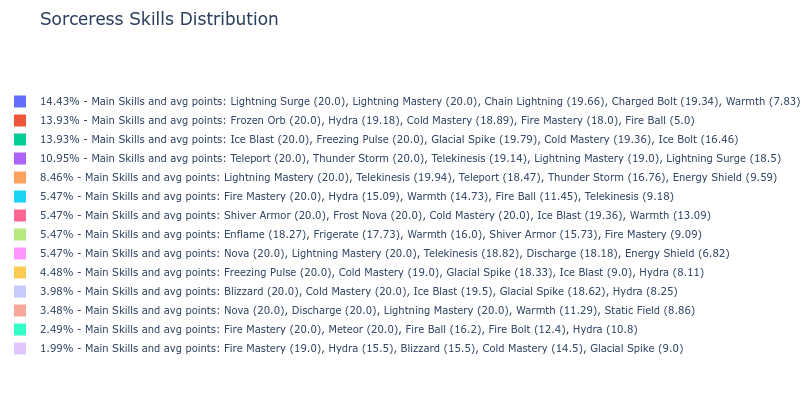 Sorceress Skills Distribution
14.43% - Main Skills and avg points: Lightning Surge (20.0), Lightning Mastery (20.0), Chain Lightning (19.66), Charged Bolt (19.34), Warmth (7.83)
13.93% - Main Skills and avg points: Frozen Orb (20.0), Hydra (19.18), Cold Mastery (18.89), Fire Mastery (18.0), Fire Ball (5.0)
13.93% - Main Skills and avg points: Ice Blast (20.0), Freezing Pulse (20.0), Glacial Spike (19.79), Cold Mastery (19.36), Ice Bolt (16.46)
10.95% - Main Skills and avg points: Teleport (20.0), Thunder Storm (20.0), Telekinesis (19.14), Lightning Mastery (19.0), Lightning Surge (18.5)
8.46% - Main Skills and avg points: Lightning Mastery (20.0), Telekinesis (19.94), Teleport (18.47), Thunder Storm (16.76), Energy Shield (9.59)
5.47% - Main Skills and avg points: Fire Mastery (20.0), Hydra (15.09), Warmth (14.73), Fire Ball (11.45), Telekinesis (9.18)
5.47% - Main Skills and avg points: Shiver Armor (20.0), Frost Nova (20.0), Cold Mastery (20.0), Ice Blast (19.36), Warmth (13.09)
5.47% - Main Skills and avg points: Enflame (18.27), Frigerate (17.73), Warmth (16.0), Shiver Armor (15.73), Fire Mastery (9.09)
5.47% - Main Skills and avg points: Nova (20.0), Lightning Mastery (20.0), Telekinesis (18.82), Discharge (18.18), Energy Shield (6.82)
4.48% - Main Skills and avg points: Freezing Pulse (20.0), Cold Mastery (19.0), Glacial Spike (18.33), Ice Blast (9.0), Hydra (8.11)
3.98% - Main Skills and avg points: Blizzard (20.0), Cold Mastery (20.0), Ice Blast (19.5), Glacial Spike (18.62), Hydra (8.25)
3.48% - Main Skills and avg points: Nova (20.0), Discharge (20.0), Lightning Mastery (20.0), Warmth (11.29), Static Field (8.86)
2.49% - Main Skills and avg points: Fire Mastery (20.0), Meteor (20.0), Fire Ball (16.2), Fire Bolt (12.4), Hydra (10.8)
1.99% - Main Skills and avg points: Fire Mastery (19.0), Hydra (15.5), Blizzard (15.5), Cold Mastery (14.5), Glacial Spike (9.0)